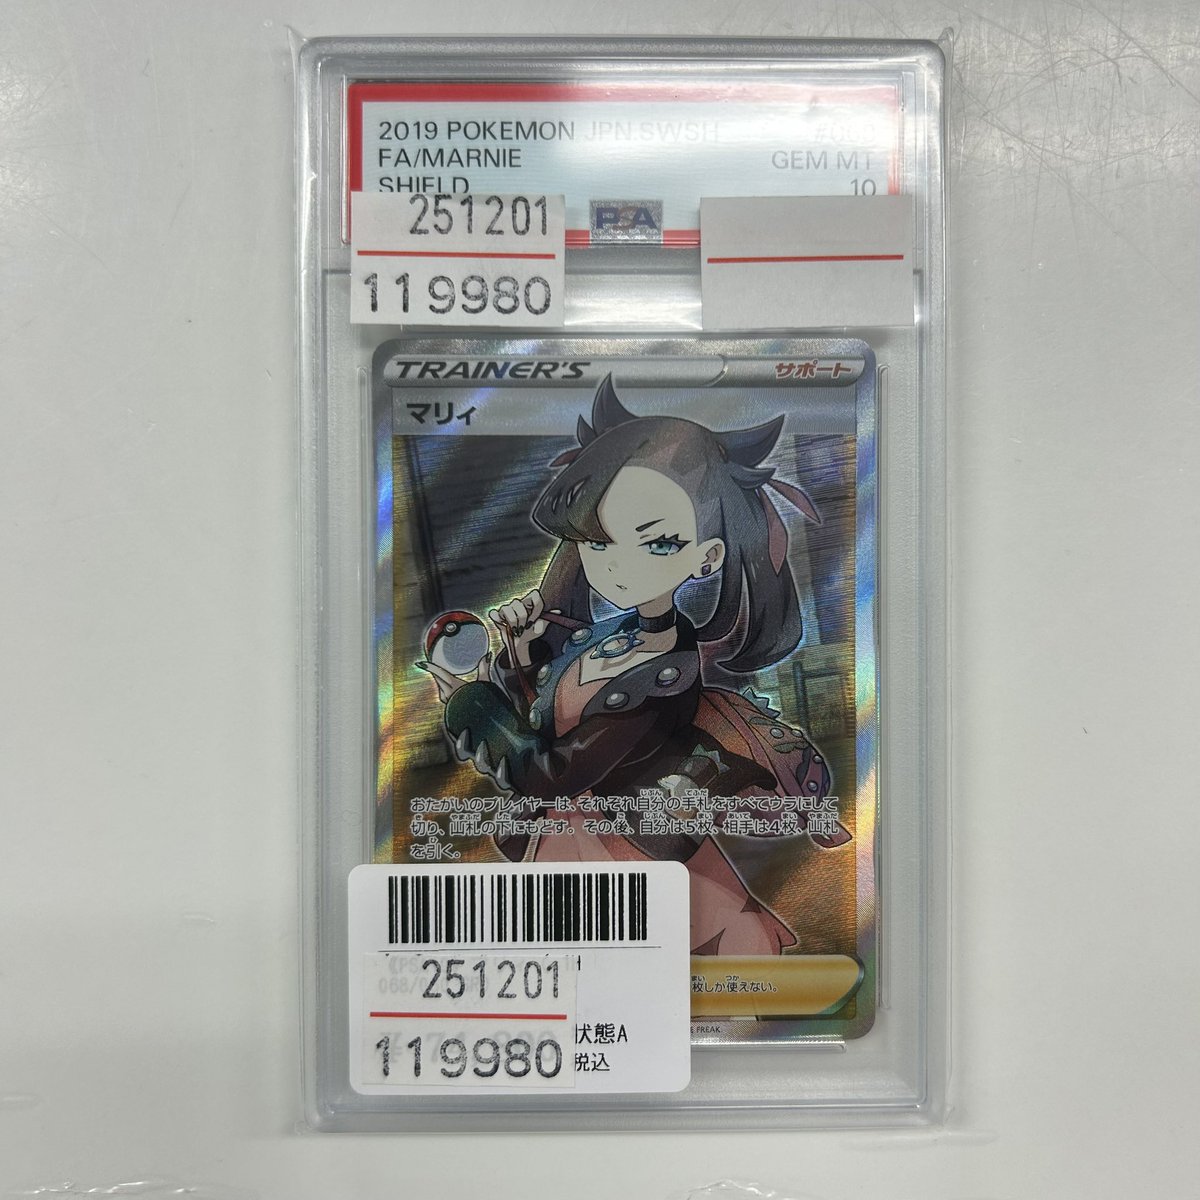 2019 POKEMON JPN SWSH
FA/MARNIE
GEM MT
SHIELD
10
251201
PSA
119980
TRAINER'S
サポート
マリィ
おたがいのプレイヤーは、それぞれ自分の手札をすべてウラにして
切り、山札の下にもどす。その後、自分は5枚、相手は4枚、山札
を引く。
251201
068/0
枚しか使えない。
状態A
119980
税込
E FREAK